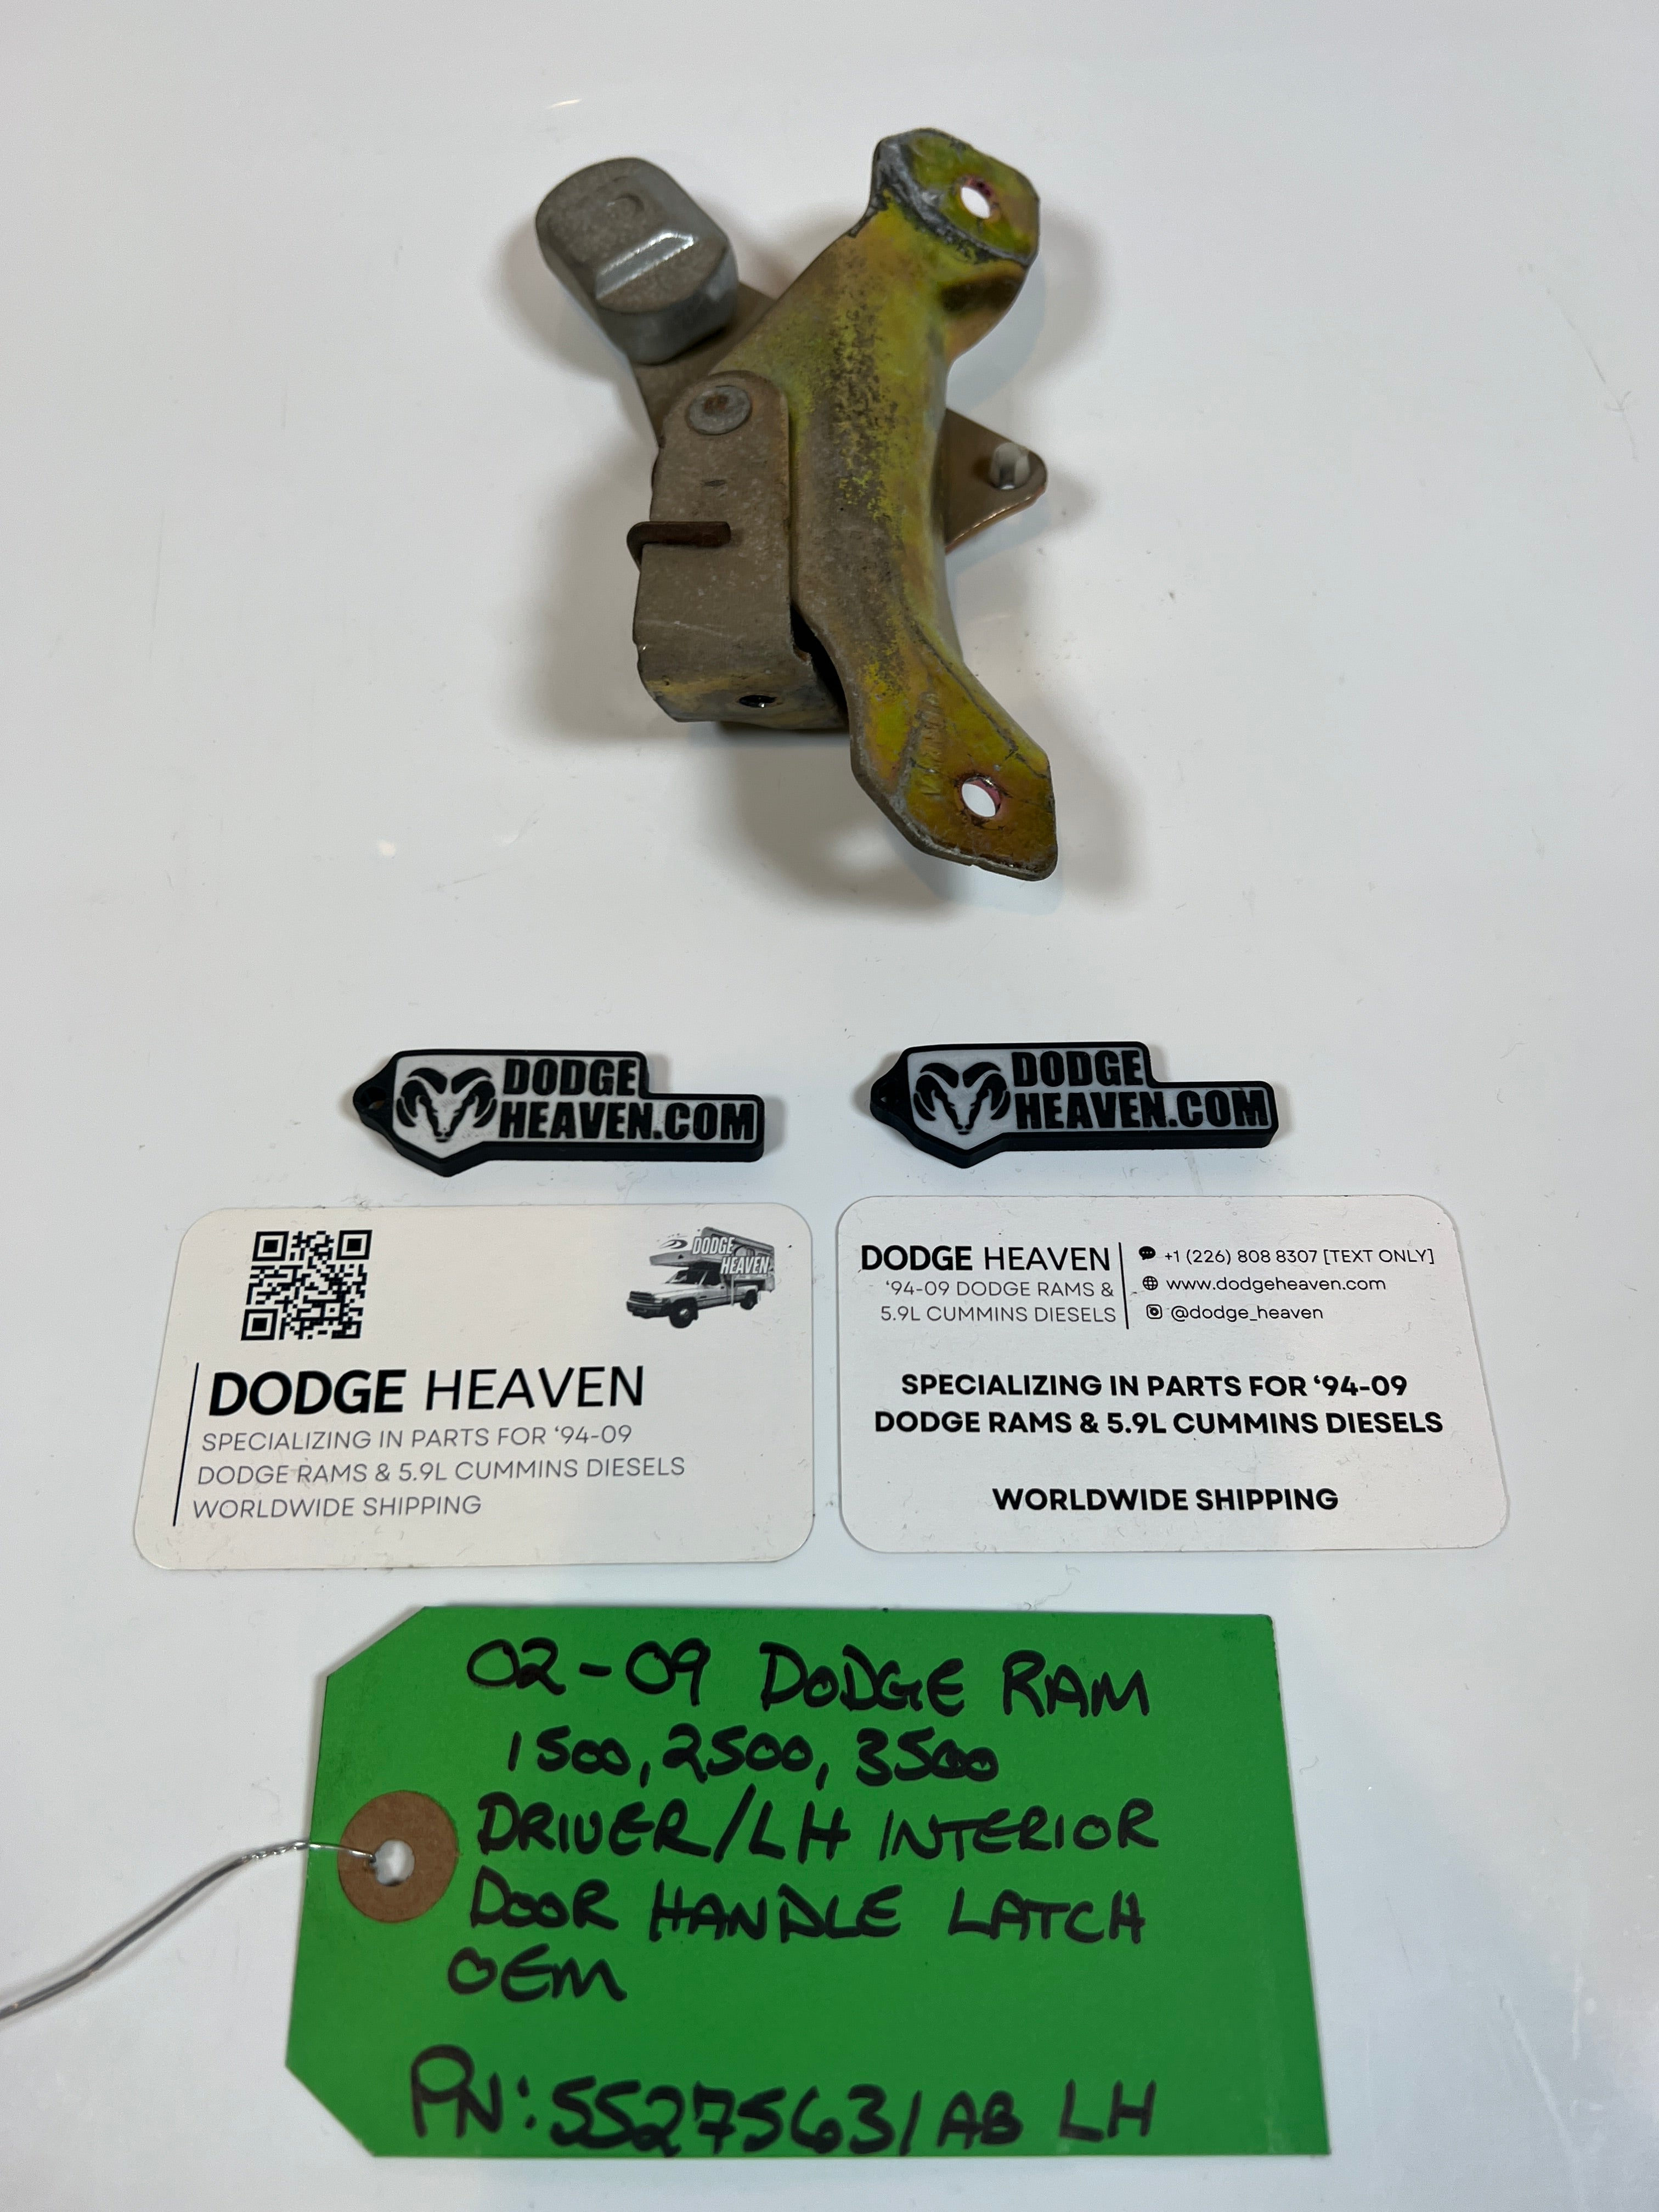 DODGE
HEAVEN.COM
DODGE
HEAVEN.COM
DODGE
HEAVEN
DODGE HEAVEN
SPECIALIZING IN PARTS FOR ‘94-09
DODGE RAMS & 5.9L CUMMINS DIESELS
WORLDWIDE SHIPPING
DODGE HEAVEN
‘94-09 DODGE RAMS &
5.9L CUMMINS DIESELS
+1 (226) 808 8307 [TEXT ONLY]
www.dodgeheaven.com
@dodge_heaven
SPECIALIZING IN PARTS FOR ‘94-09
DODGE RAMS & 5.9L CUMMINS DIESELS
WORLDWIDE SHIPPING
02-09 DODGE RAM
1500, 2500, 3500
DRIVER/LH INTERIOR
DOOR HANDLE LATCH
OEM
PN: 55275631AB LH